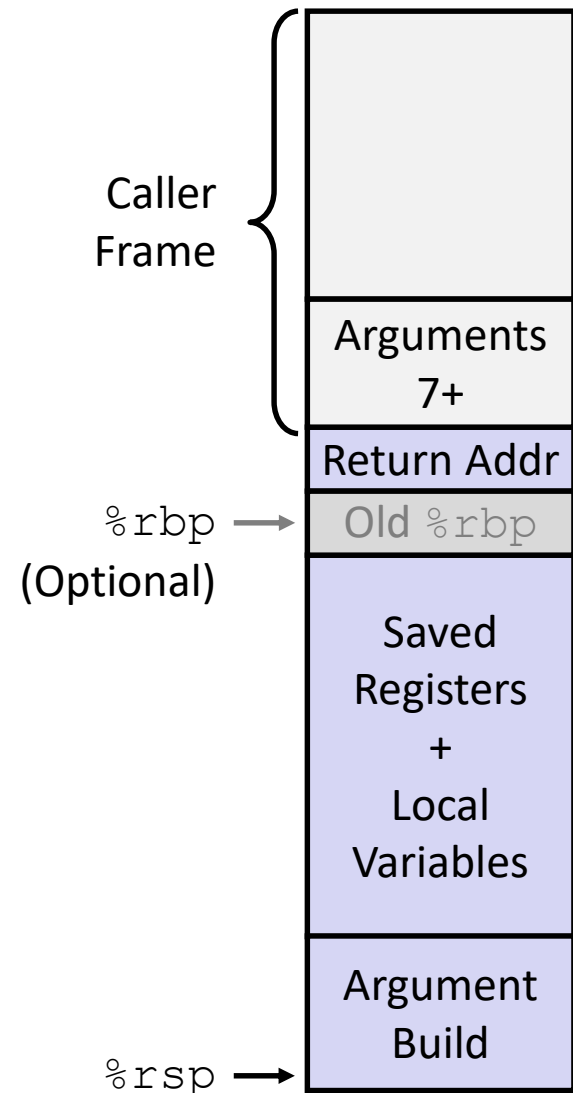 Caller
Frame
Arguments
7+
Return Addr
%rbp
(Optional)
Old %rbp
Saved
Registers
+
Local
Variables
Argument
Build
%rsp